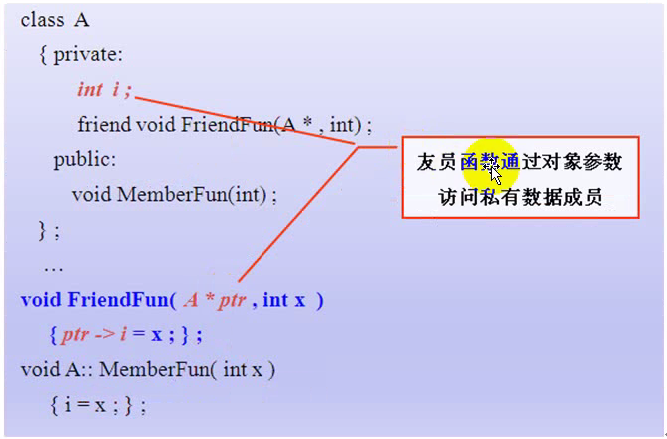 class A
{ private:
int i ;
friend void FriendFun(A * , int) ;
public:
void MemberFun(int) ;
} ;
…
void FriendFun( A * ptr , int x )
{ ptr -> i = x ; } ;
void A:: MemberFun( int x )
{ i = x ; } ;
友员函数通过对象参数
访问私有数据成员